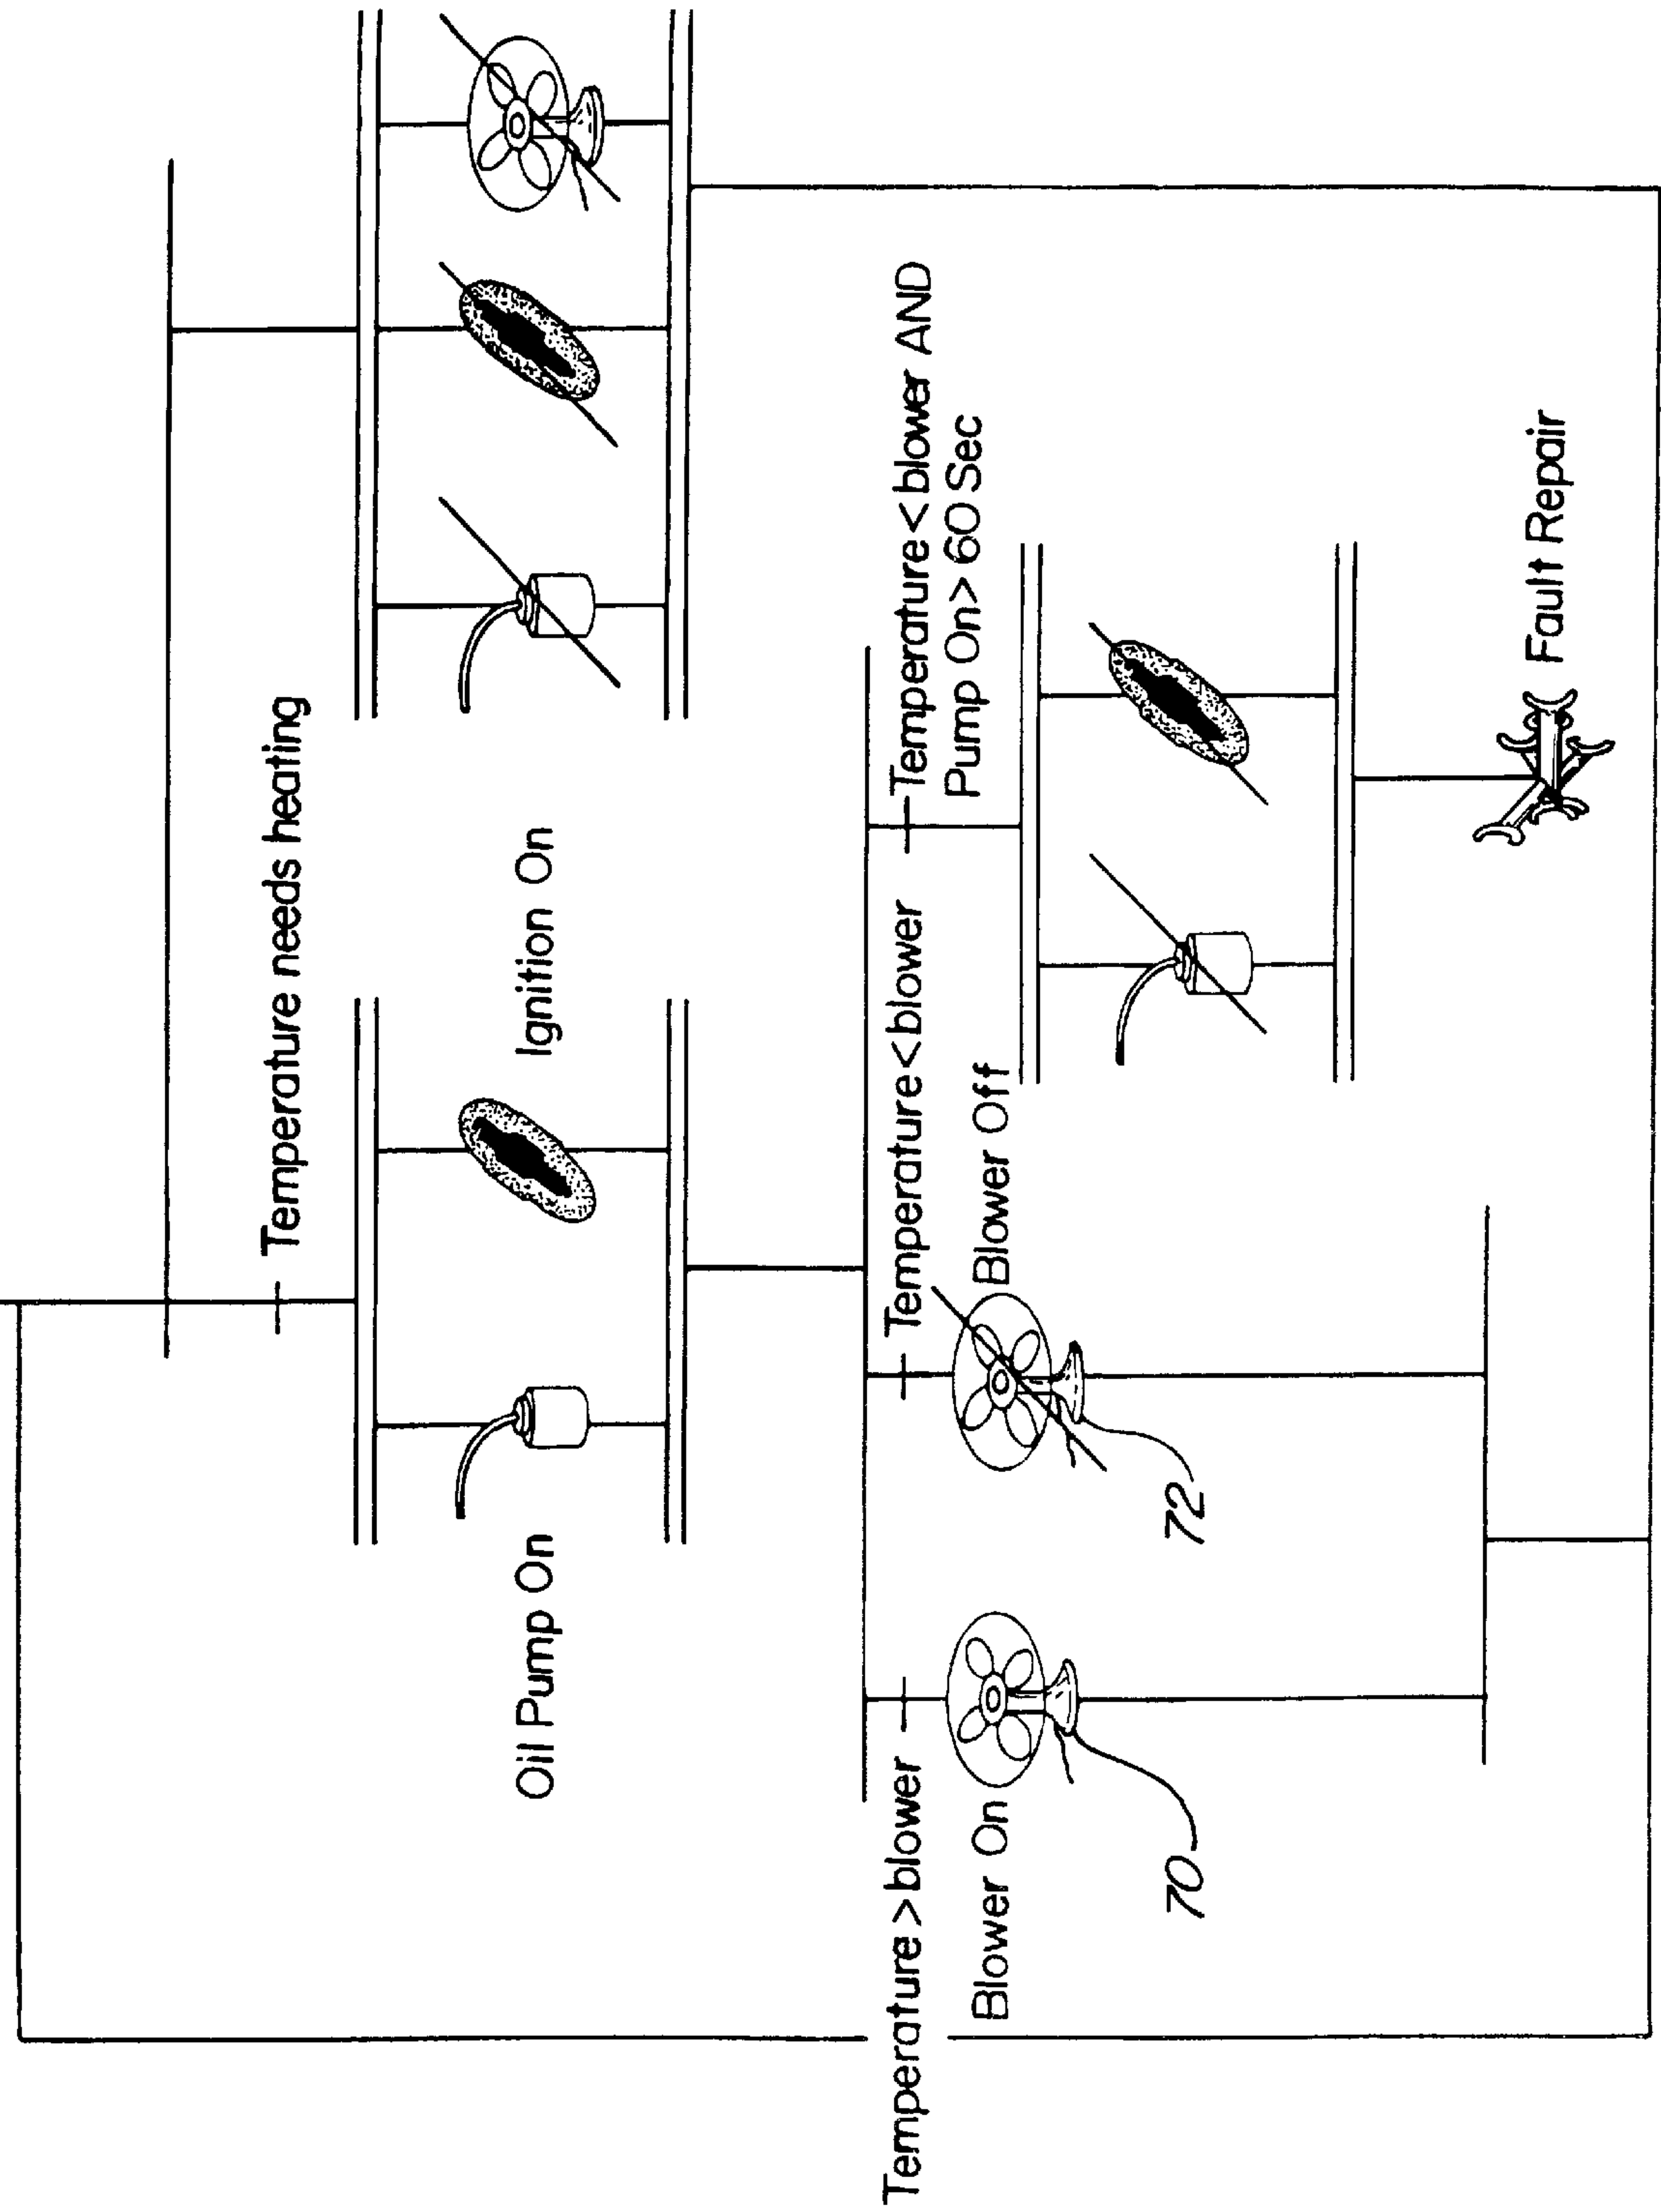 Temperature needs heating
Oil Pump On
Ignition On
Temperature > blower
Blower On
70
Temperature < blower
Blower Off
72
Temperature < blower AND
Pump On > 60 Sec
Fault Repair